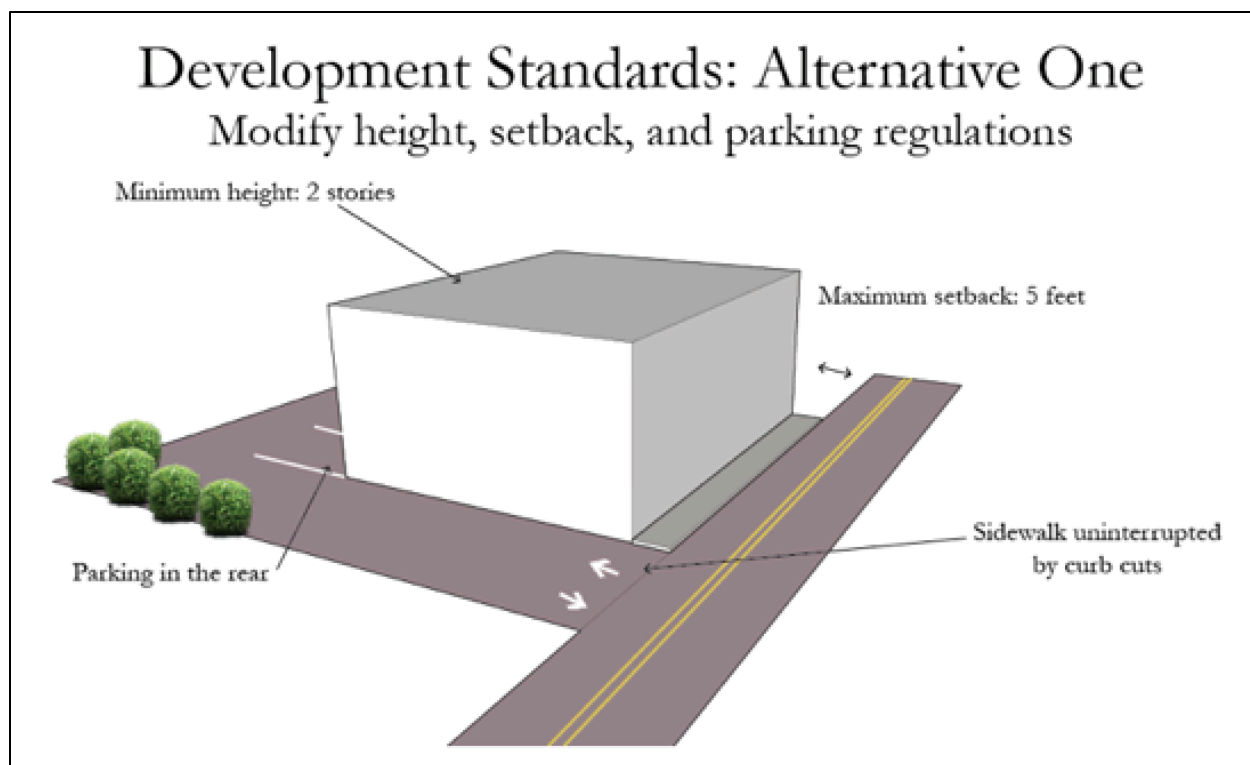 Development Standards: Alternative One
Modify height, setback, and parking regulations
Minimum height: 2 stories
Maximum setback: 5 feet
Sidewalk uninterrupted
by curb cuts
Parking in the rear